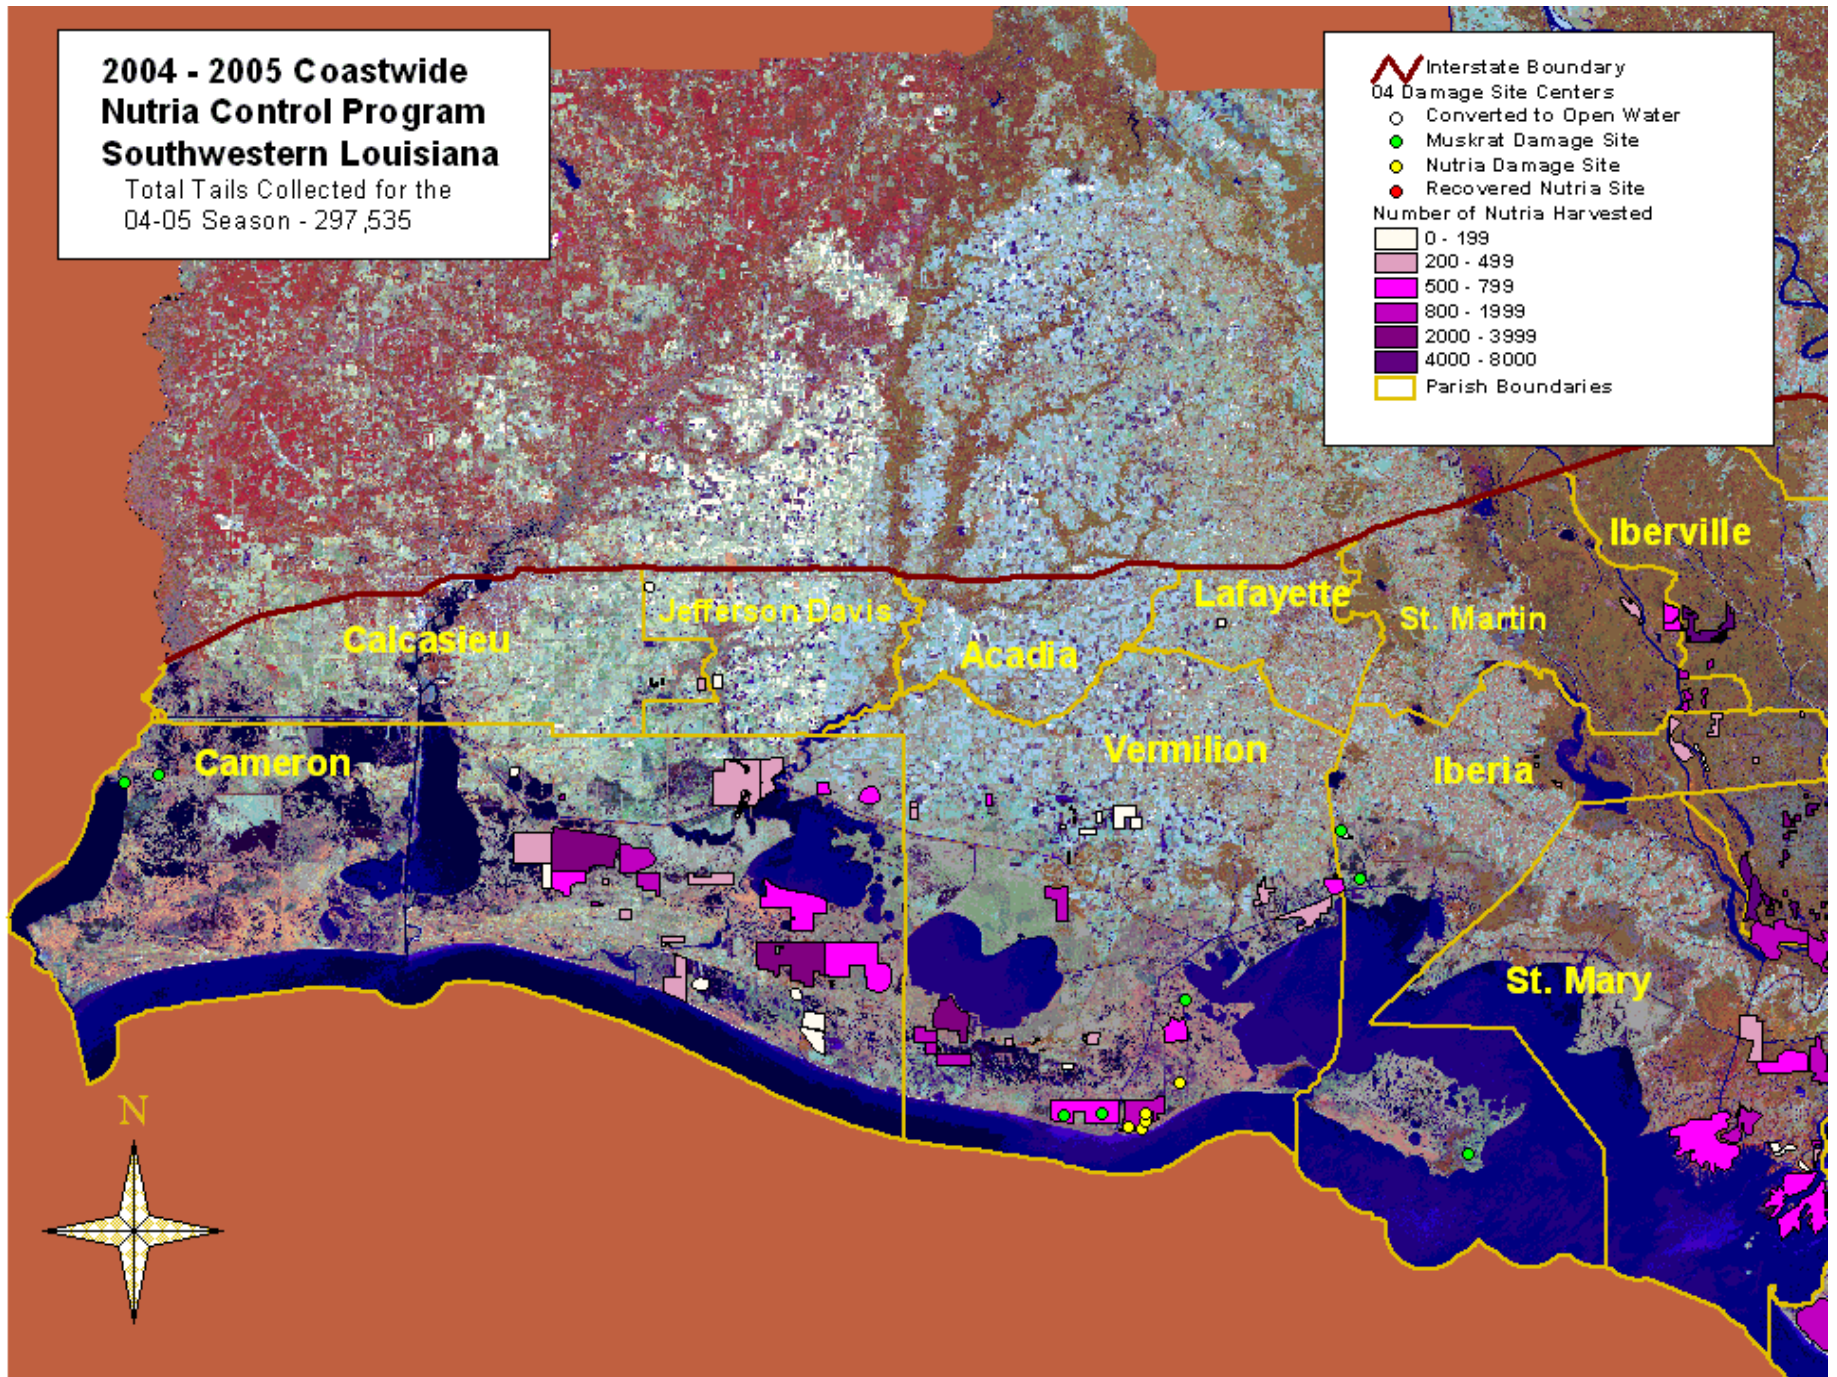 2004 - 2005 Coastwide
Nutria Control Program
Southwestern Louisiana
Total Tails Collected for the
04-05 Season - 297,535
Interstate Boundary
04 Damage Site Centers
Converted to Open Water
Muskrat Damage Site
Nutria Damage Site
Recovered Nutria Site
Number of Nutria Harvested
0 - 199
200 - 499
500 - 799
800 - 1999
2000 - 3999
4000 - 8000
Parish Boundaries
Iberville
Lafayette
Jefferson Davis
St. Martin
Calcasieu
Acadia
Vermilion
Cameron
Iberia
St. Mary
N